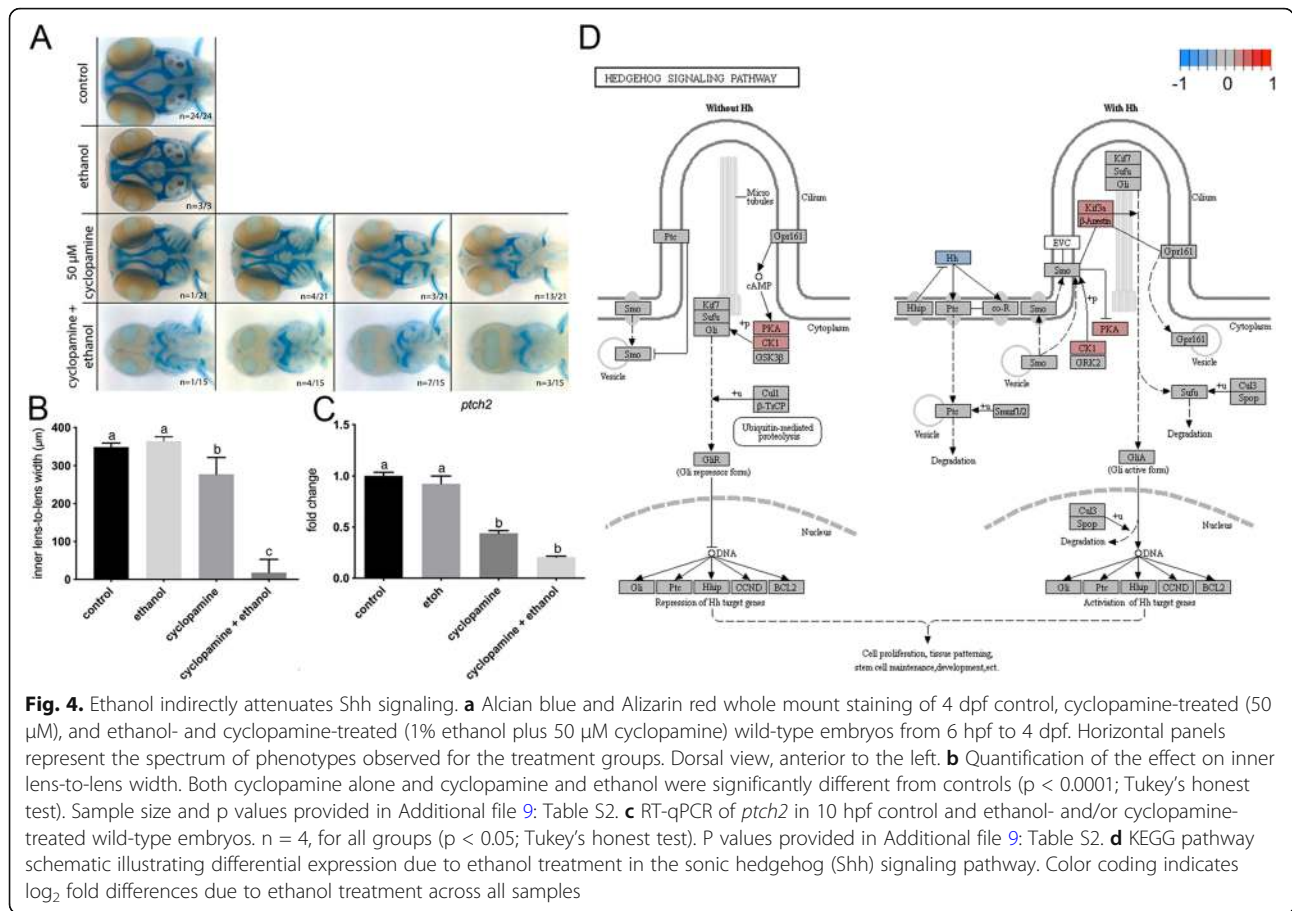 A
control
n=24/24
ethanol
n=3/3
50 µM
cyclopamine
n=1/21
n=4/21
n=3/21
n=13/21
cyclopamine +
ethanol
n=1/15
n=4/15
n=7/15
n=3/15
B
inner lens-to-lens width (µm)
400
300
200
100
0
a
a
b
c
control
ethanol
cyclopamine
cyclopamine + ethanol
C
ptch2
fold change
1.5
1.0
0.5
0.0
a
a
b
b
control
etoh
cyclopamine
cyclopamine + ethanol
D
-1 0 1
HEDGEHOG SIGNALING PATHWAY
Without Hh
Ptc
Micro
tubules
Cilium
Gpr161
cAMP
Smo
Kif7
Sufu
Gli
+p
PKA
CK1
GSK3β
Cytoplasm
Smo
Vesicle
+u
Cul1
β-TrCP
Ubiquitin-mediated
proteolysis
GliR
(Gli repressor form)
Nucleus
DNA
Gli Ptc Hhip CCND BCL2
Repression of Hh target genes
With Hh
Kif7
Sufu
Gli
Cilium
Kif3a
β-Arrestin
EVC
Gpr161
Hh
Smo
Hhip Ptc co-R Smo
+p
PKA
Cytoplasm
CK1
GRK2
Smo
Vesicle
Gpr161
Vesicle
Ptc
+u
Smurf1/2
Vesicle
Degradation
Sufu
+u
Cul3
Spop
Degradation
GliA
(Gli active form)
Cul3
Spop
+u
Degradation
Nucleus
DNA
Gli Ptc Hhip CCND BCL2
Activiation of Hh target genes
Cell proliferation, tissue patterning,
stem cell maintenance,development,ect.
Fig. 4. Ethanol indirectly attenuates Shh signaling. a Alcian blue and Alizarin red whole mount staining of 4 dpf control, cyclopamine-treated (50
µM), and ethanol- and cyclopamine-treated (1% ethanol plus 50 µM cyclopamine) wild-type embryos from 6 hpf to 4 dpf. Horizontal panels
represent the spectrum of phenotypes observed for the treatment groups. Dorsal view, anterior to the left. b Quantification of the effect on inner
lens-to-lens width. Both cyclopamine alone and cyclopamine and ethanol were significantly different from controls (p < 0.0001; Tukey's honest
test). Sample size and p values provided in Additional file 9: Table S2. c RT-qPCR of ptch2 in 10 hpf control and ethanol- and/or cyclopamine-
treated wild-type embryos. n = 4, for all groups (p < 0.05; Tukey's honest test). P values provided in Additional file 9: Table S2. d KEGG pathway
schematic illustrating differential expression due to ethanol treatment in the sonic hedgehog (Shh) signaling pathway. Color coding indicates
log2 fold differences due to ethanol treatment across all samples